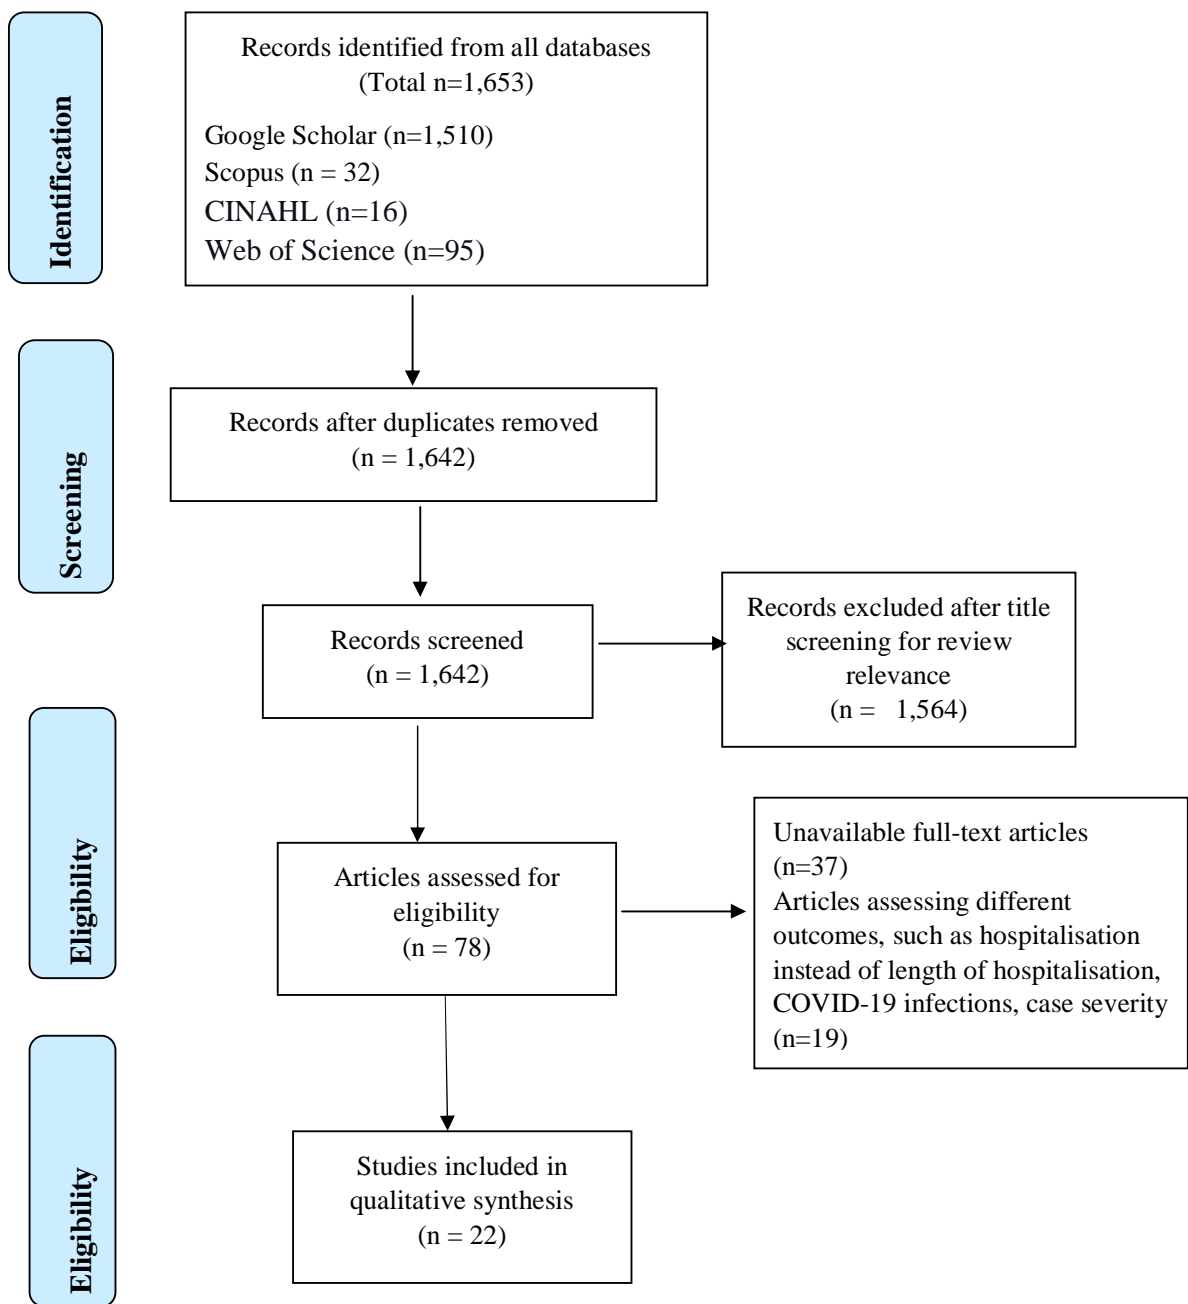 Identification
Records identified from all databases
(Total n=1,653)
Google Scholar (n=1,510)
Scopus (n = 32)
CINAHL (n=16)
Web of Science (n=95)
Screening
Records after duplicates removed
(n = 1,642)
Records screened
(n = 1,642)
Records excluded after title
screening for review
relevance
(n =   1,564)
Eligibility
Articles assessed for
eligibility
(n = 78)
Unavailable full-text articles
(n=37)
Articles assessing different
outcomes, such as hospitalisation
instead of length of hospitalisation,
COVID-19 infections, case severity
(n=19)
Eligibility
Studies included in
qualitative synthesis
(n = 22)